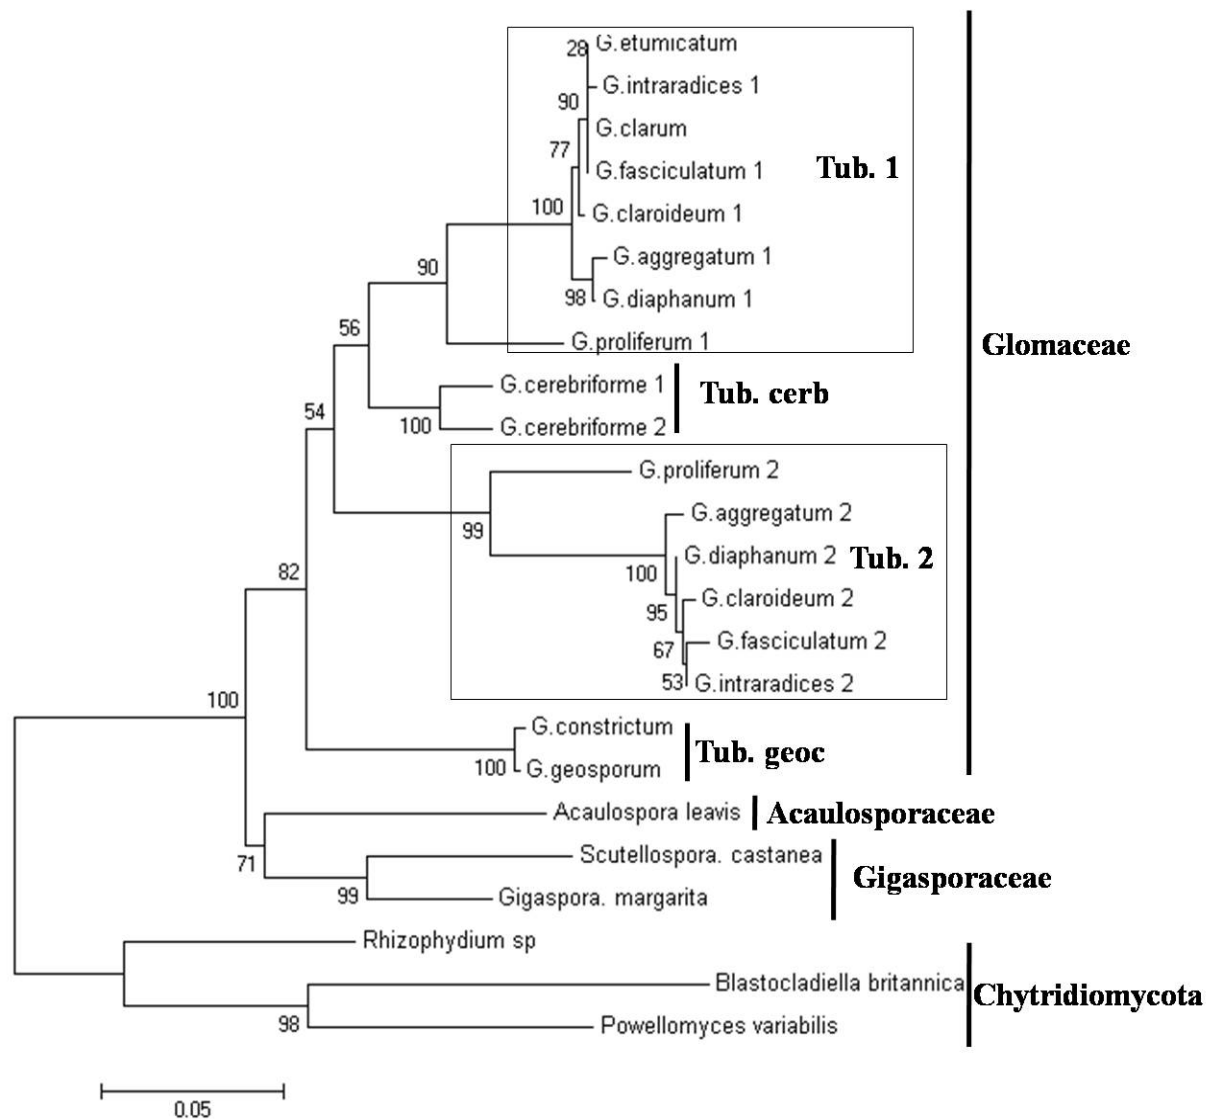 G.etumicatum
28
G.intraradices 1
90
G.clarum
77
G.fasciculatum 1
Tub. 1
100
G.claroideum 1
G.aggregatum 1
90
98
G.diaphanum 1
56
G.proliferum 1
Glomaceae
G.cerebriforme 1
Tub. cerb
54
100
G.cerebriforme 2
G.proliferum 2
99
G.aggregatum 2
G.diaphanum 2
Tub. 2
82
100
G.claroideum 2
95
G.fasciculatum 2
67
53
G.intraradices 2
100
G.constrictum
Tub. geoc
100
G.geosporum
Acaulospora leavis
Acaulosporaceae
71
Scutellospora. castanea
Gigasporaceae
99
Gigaspora. margarita
Rhizophydium sp
Blastocladiella britannica
Chytridiomycota
98
Powellomyces variabilis
0.05